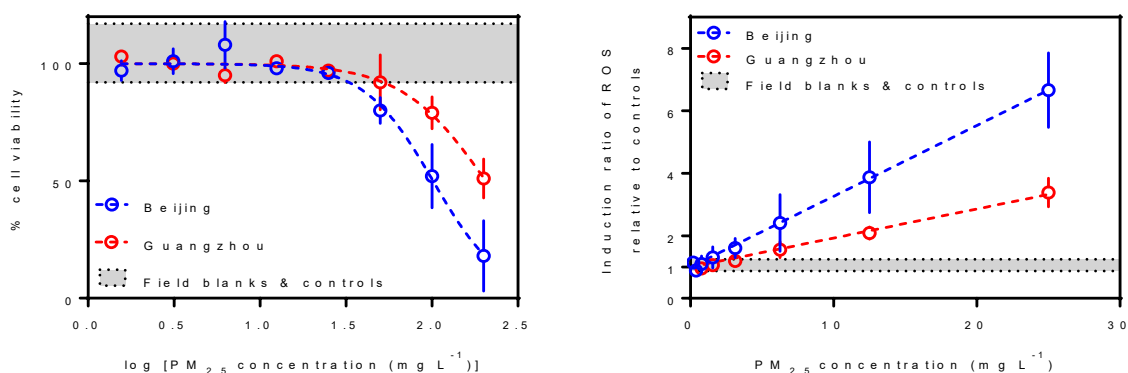 % cell viability
100
50
0
Beijing
Guangzhou
Field blanks & controls
0.0 0.5 1.0 1.5 2.0 2.5
log [PM2.5 concentration (mg L-1)]
Induction ratio of ROS
relative to controls
8
6
4
2
1
0
Beijing
Guangzhou
Field blanks & controls
0 10 20 30
PM2.5 concentration (mg L-1)